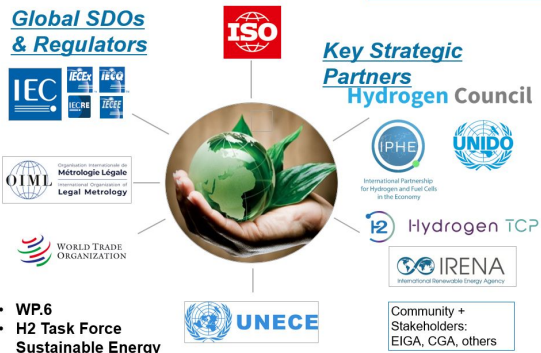 Global SDOs
& Regulators
ISO
Key Strategic
Partners
Hydrogen Council
IEC
IECEx
IECQ
IECRE
IECEE
IPHE
International Partnership
for Hydrogen and Fuel Cells
in the Economy
UNIDO
OIML
Organisation Internationale de
Métrologie Légale
International Organization of
Legal Metrology
H2 Hydrogen TCP
WORLD TRADE
ORGANIZATION
IRENA
International Renewable Energy Agency
• WP.6
• H2 Task Force
Sustainable Energy
UNECE
Community +
Stakeholders:
EIGA, CGA, others